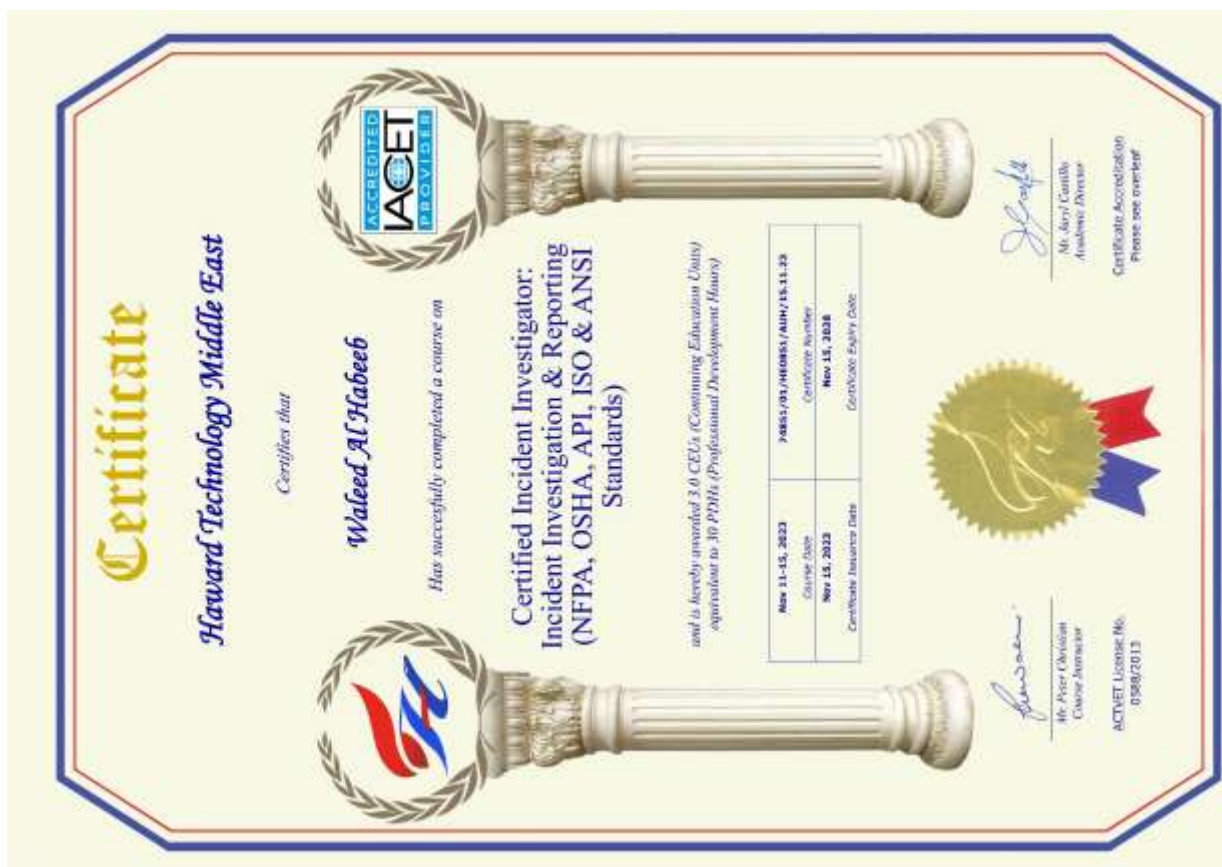 Certificate
Haward Technology Middle East
Certifies that
Waleed Al Habeeb
Has succesfully completed a course on
Certified Incident Investigator:
Incident Investigation & Reporting
(NFPA, OSHA, API, ISO & ANSI
Standards)
and is hereby awarded 3.0 CEUs (Continuing Education Units)
equivalent to 30 PDHs (Professional Development Hours)
Nov 11-15, 2023
Course Date
Certificate Number
Nov 15, 2023
Certificate Issuance Date
Nov 15, 2028
Certificate Expiry Date
Mr. Peter Christian
Course Instructor
ACTVET License No.
0588/2013
Mr. Jaryl Castillo
Academic Director
Certificate Accreditation
Please see overleaf
ACCREDITED
IACET
PROVIDER